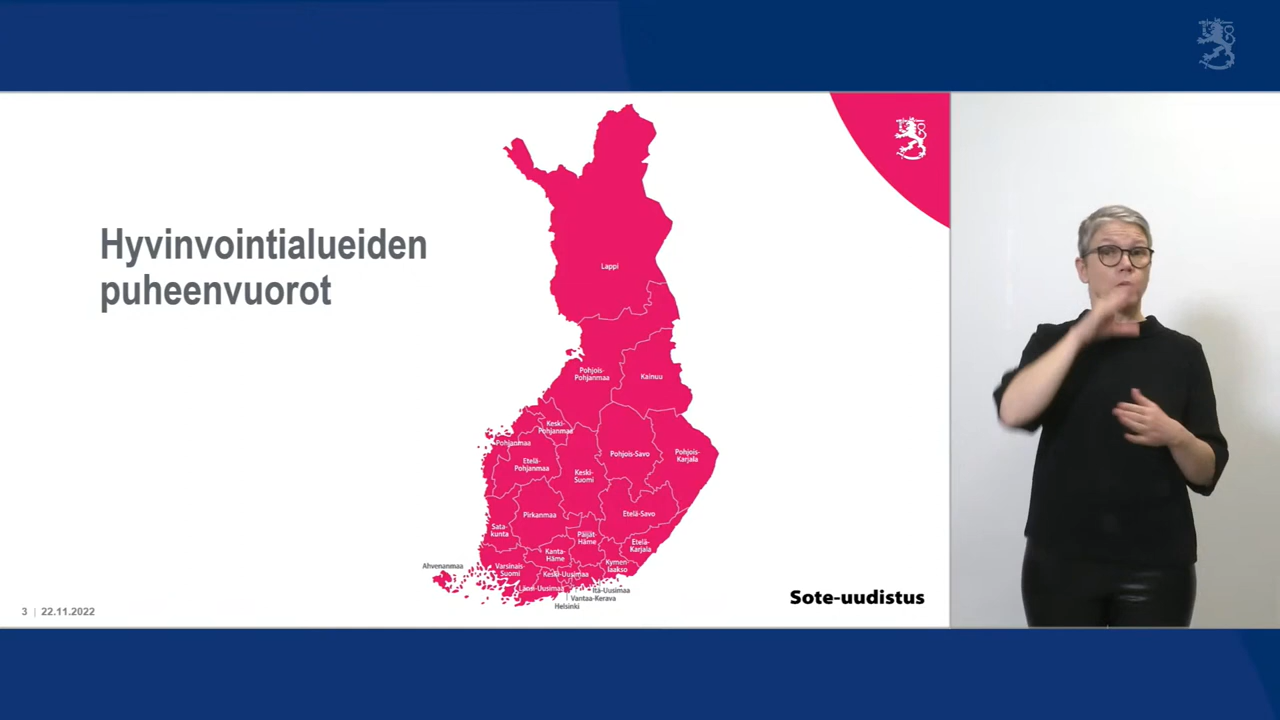 Hyvinvointialueiden
puheenvuorot
Lappi
Pohjois-
Pohjanmaa
Kainuu
Keski-
Pohjanmaa
Pohjanmaa
Etelä-
Pohjanmaa
Keski-
Suomi
Pohjois-Savo
Pohjois-
Karjala
Pirkanmaa
Etelä-Savo
Sata-
kunta
Päijät-
Häme
Kanta-
Häme
Etelä-
Karjala
Kymen-
laakso
Ahvenanmaa
Varsinais-
Suomi
Keski-Uusimaa
Länsi-Uusimaa
Itä-Uusimaa
Vantaa-Kerava
Helsinki
Sote-uudistus
3 | 22.11.2022